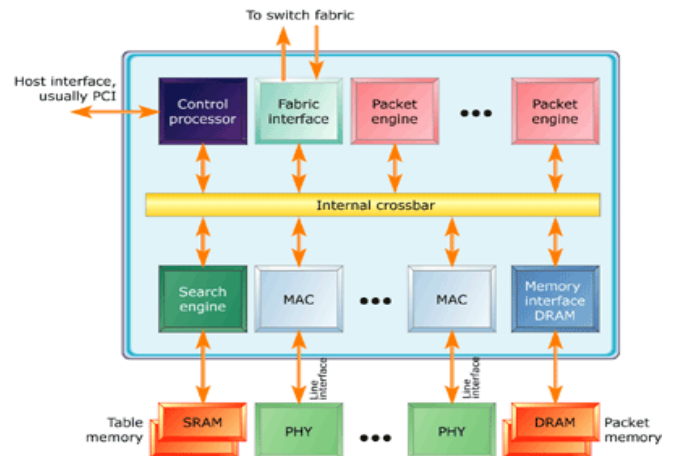 To switch fabric
Host interface,
usually PCI
Control
processor
Fabric
interface
Packet
engine
Packet
engine
Internal crossbar
Search
engine
MAC
MAC
Memory
interface
DRAM
Line
interface
Line
interface
Table
memory
SRAM
PHY
PHY
DRAM
Packet
memory